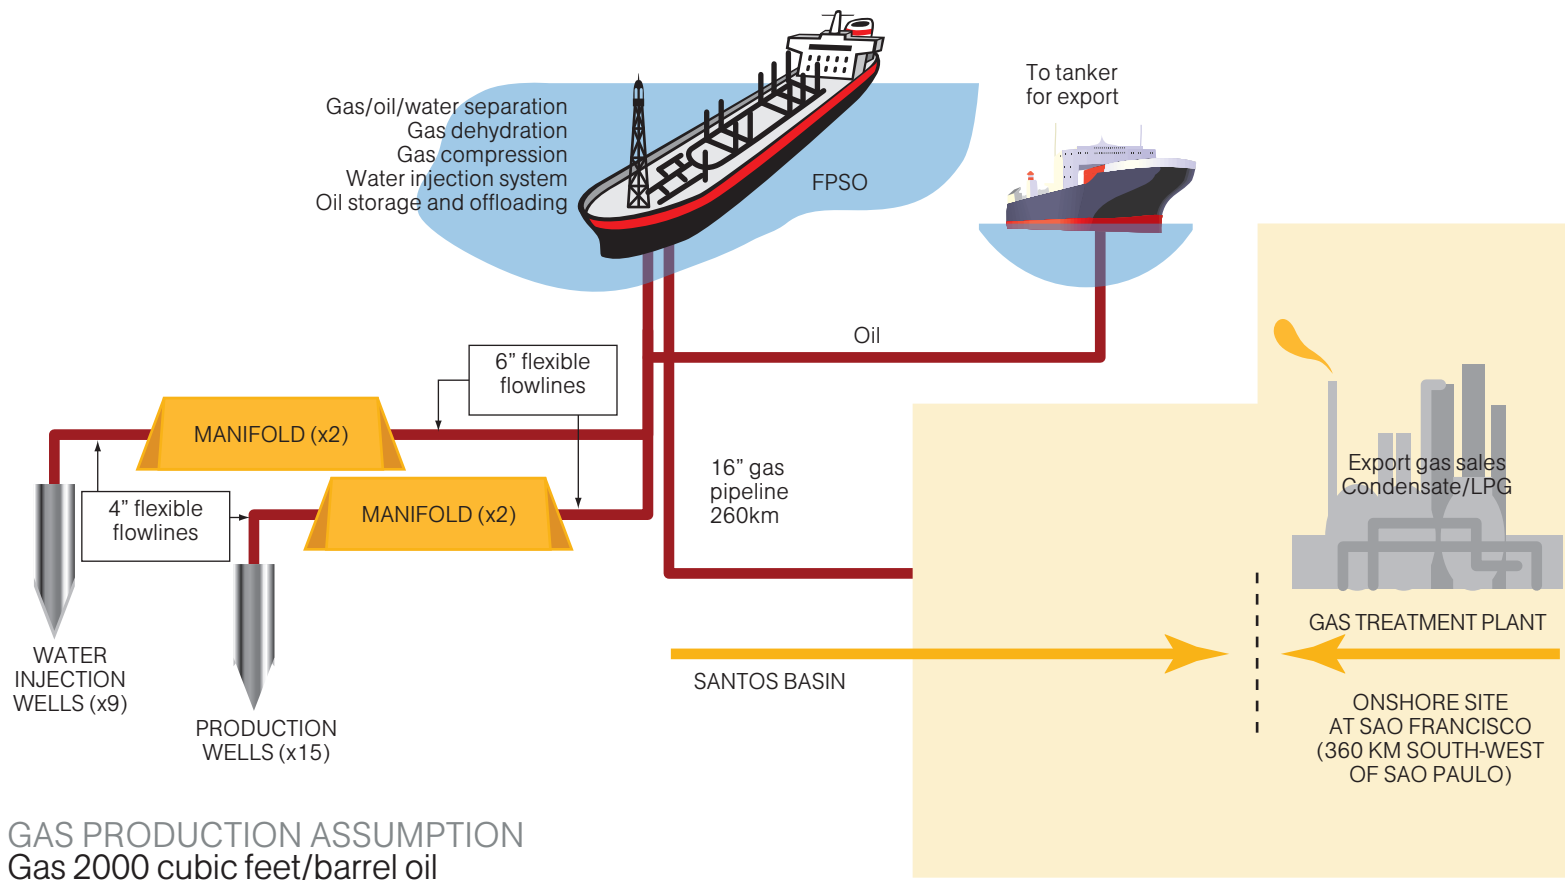 To tanker
for export
Gas/oil/water separation
Gas dehydration
Gas compression
Water injection system
Oil storage and offloading
FPSO
Oil
6” flexible
flowlines
MANIFOLD (x2)
16” gas
pipeline
260km
Export gas sales
Condensate/LPG
4” flexible
flowlines
MANIFOLD (x2)
GAS TREATMENT PLANT
WATER
INJECTION
WELLS (x9)
SANTOS BASIN
PRODUCTION
WELLS (x15)
ONSHORE SITE
AT SAO FRANCISCO
(360 KM SOUTH-WEST
OF SAO PAULO)
GAS PRODUCTION ASSUMPTION
Gas 2000 cubic feet/barrel oil